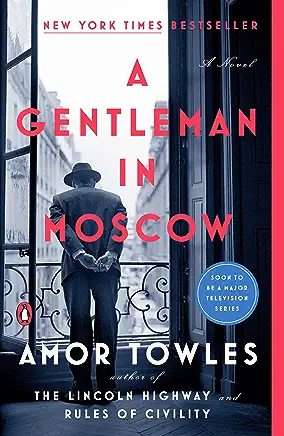 NEW YORK TIMES BESTSELLER
A
A Novel
GENTLEMAN
IN
MOSCOW
SOON TO
BE A MAJOR
TELEVISION
SERIES
AMOR TOWLES
author of
THE LINCOLN HIGHWAY and
RULES OF CIVILITY